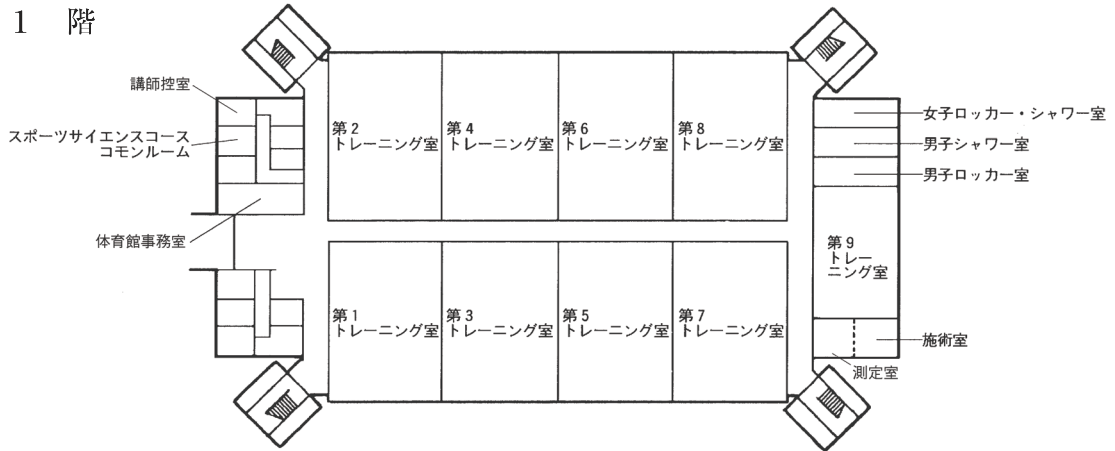 1 階
講師控室
スポーツサイエンスコース
コモンルーム
体育館事務室
第2
トレーニング室
第4
トレーニング室
第6
トレーニング室
第8
トレーニング室
女子ロッカー・シャワー室
男子シャワー室
男子ロッカー室
第9
トレー
ニング室
第1
トレーニング室
第3
トレーニング室
第5
トレーニング室
第7
トレーニング室
施術室
測定室